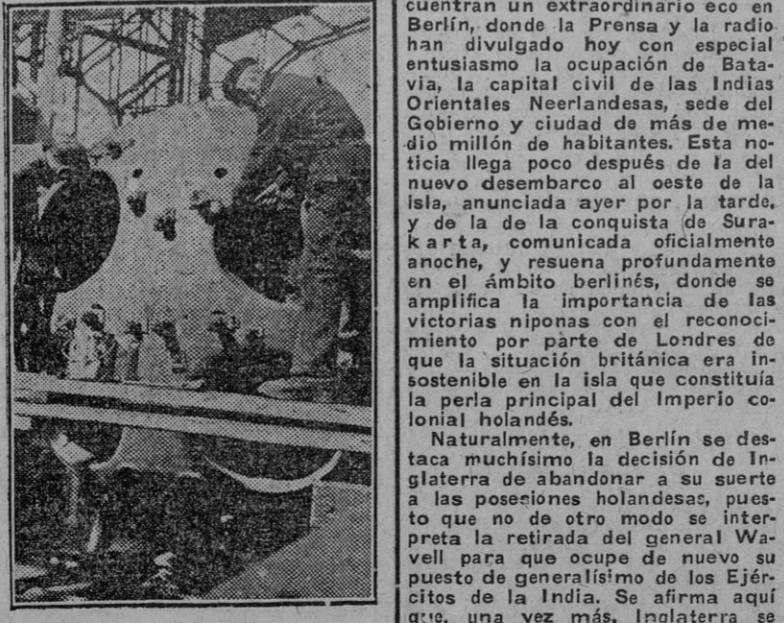 cuentran un extraordinario eco en
Berlín, donde la Prensa y la radio
han divulgado hoy con especial
entusiasmo la ocupación de Bata-
via, la capital civil de las Indias
Orientales Neerlandesas, sede del
Gobierno y ciudad de más de me-
dio millón de habitantes. Esta no-
ticia llega poco después de la del
nuevo desembarco al oeste de la
isla, anunciada ayer por la tarde,
y de la de la conquista de Sura-
karta, comunicada oficialmente
anoche, y resuena profundamente
en el ámbito berlinés, donde se
amplifica la importancia de las
victorias niponas con el reconoci-
miento por parte de Londres de
que la situación británica era in-
sostenible en la isla que constituía
la perla principal del Imperio co-
lonial holandés.
Naturalmente, en Berlín se des-
taca muchísimo la decisión de In-
glaterra de abandonar a su suerte
a las posesiones holandesas, pues-
to que no de otro modo se inter-
preta la retirada del general Wa-
vell para que ocupe de nuevo su
puesto de generalísimo de los Ejér-
citos de la India. Se afirma aquí
que, una vez más, Inglaterra se